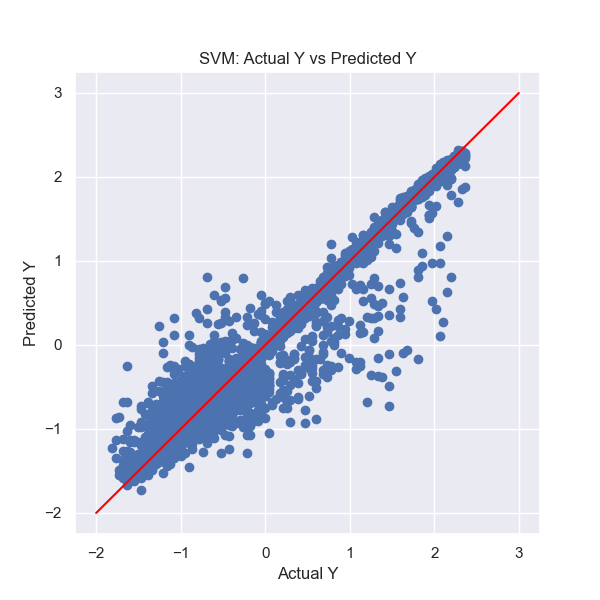 SVM: Actual Y vs Predicted Y
3
2
1
0
−1
−2
Predicted Y
−2 −1 0 1 2 3
Actual Y